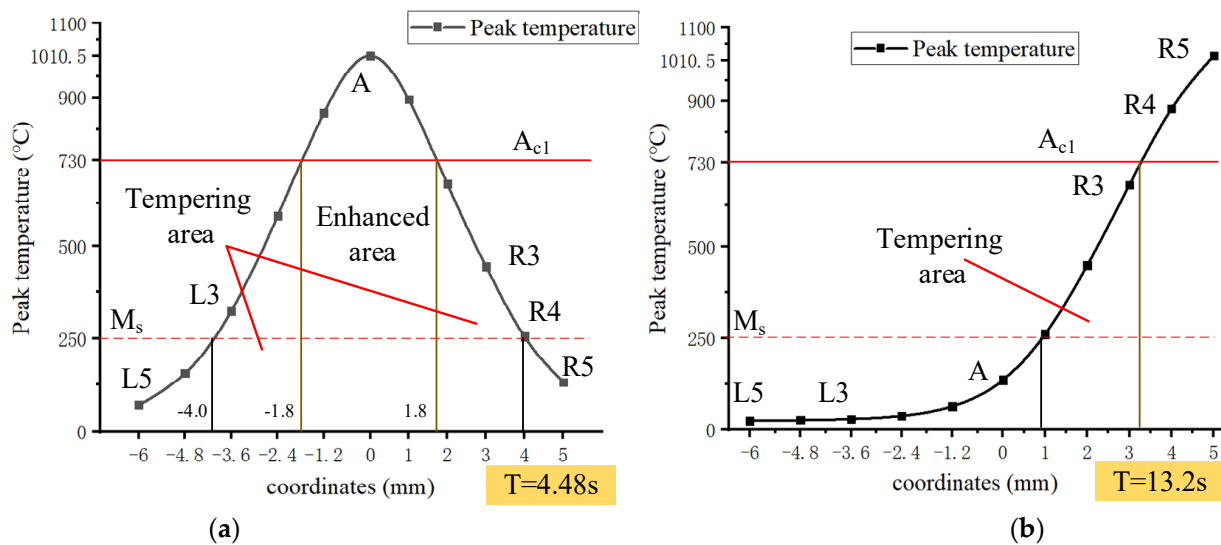 Peak temperature (°C)
1100
1010.5
900
730
500
250
0
Peak temperature
A
Ac1
Tempering
area
Enhanced
area
L3
R3
Ms
R4
L5
R5
-4.0
-1.8
1.8
-6 -4.8 -3.6 -2.4 -1.2 0 1 2 3 4 5
coordinates (mm)
T=4.48s
(a)
Peak temperature (°C)
1100
1010.5
900
730
500
250
0
Peak temperature
R5
R4
Ac1
R3
Tempering
area
Ms
A
L5
L3
-6 -4.8 -3.6 -2.4 -1.2 0 1 2 3 4 5
coordinates (mm)
T=13.2s
(b)